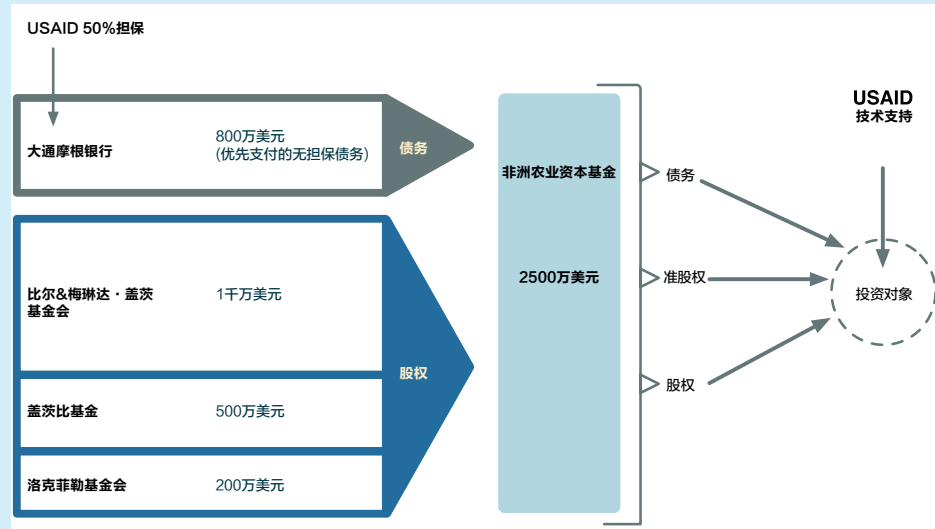 USAID 50%担保
大通摩根银行
800万美元
(优先支付的无担保债务)
债务
比尔&梅琳达·盖茨
基金会
1千万美元
股权
盖茨比基金
500万美元
洛克菲勒基金会
200万美元
非洲农业资本基金
2500万美元
债务
准股权
股权
USAID
技术支持
投资对象